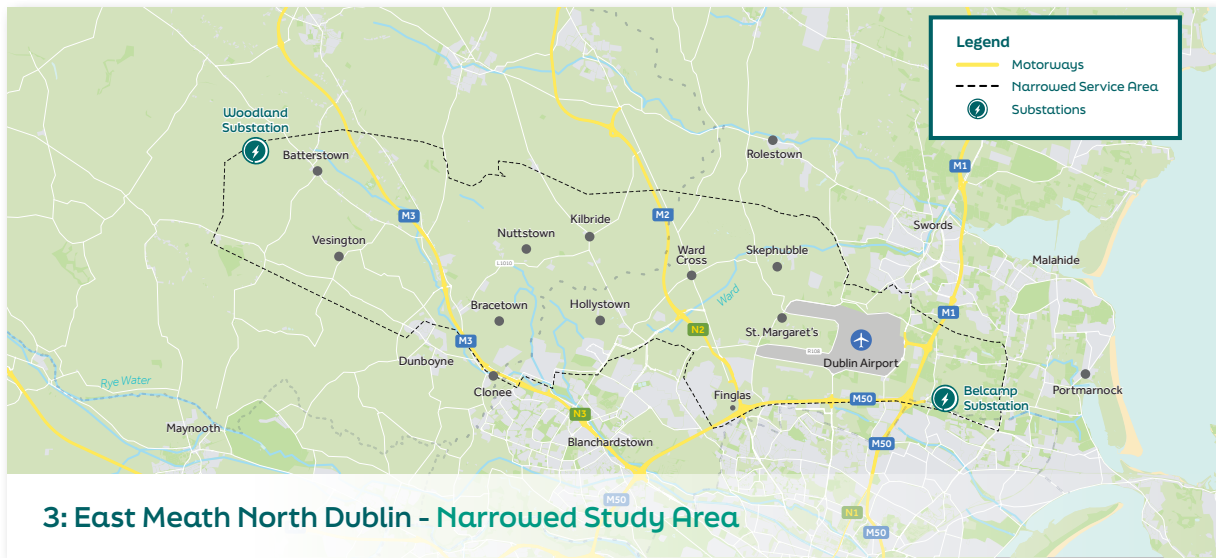 Legend
Motorways
Narrowed Service Area
Substations
Woodland
Substation
Batterstown
Rolestown
M1
M3
M2
Kilbride
Swords
Nuttstown
Vesington
Ward
Cross
Skephubble
Malahide
L1010
Bracetown
Hollystown
Ward
St. Margaret's
M1
N2
M3
R108
Dublin Airport
Dunboyne
Clonee
Rye Water
Finglas
M50
Belcamp
Substation
Portmarnock
N3
Maynooth
Blanchardstown
M50
M50
N1
M50
3: East Meath North Dublin - Narrowed Study Area